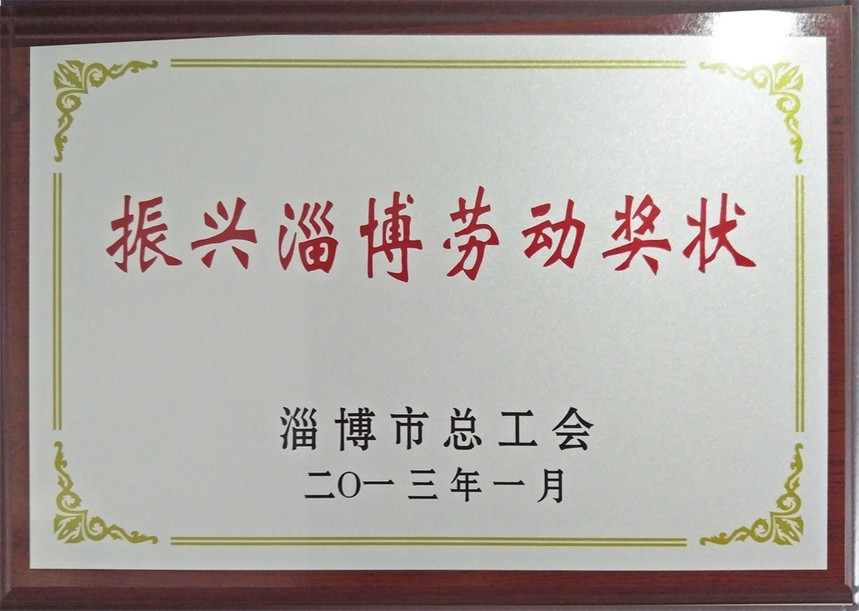 振兴淄博劳动奖状
淄博市总工会
二〇一三年一月